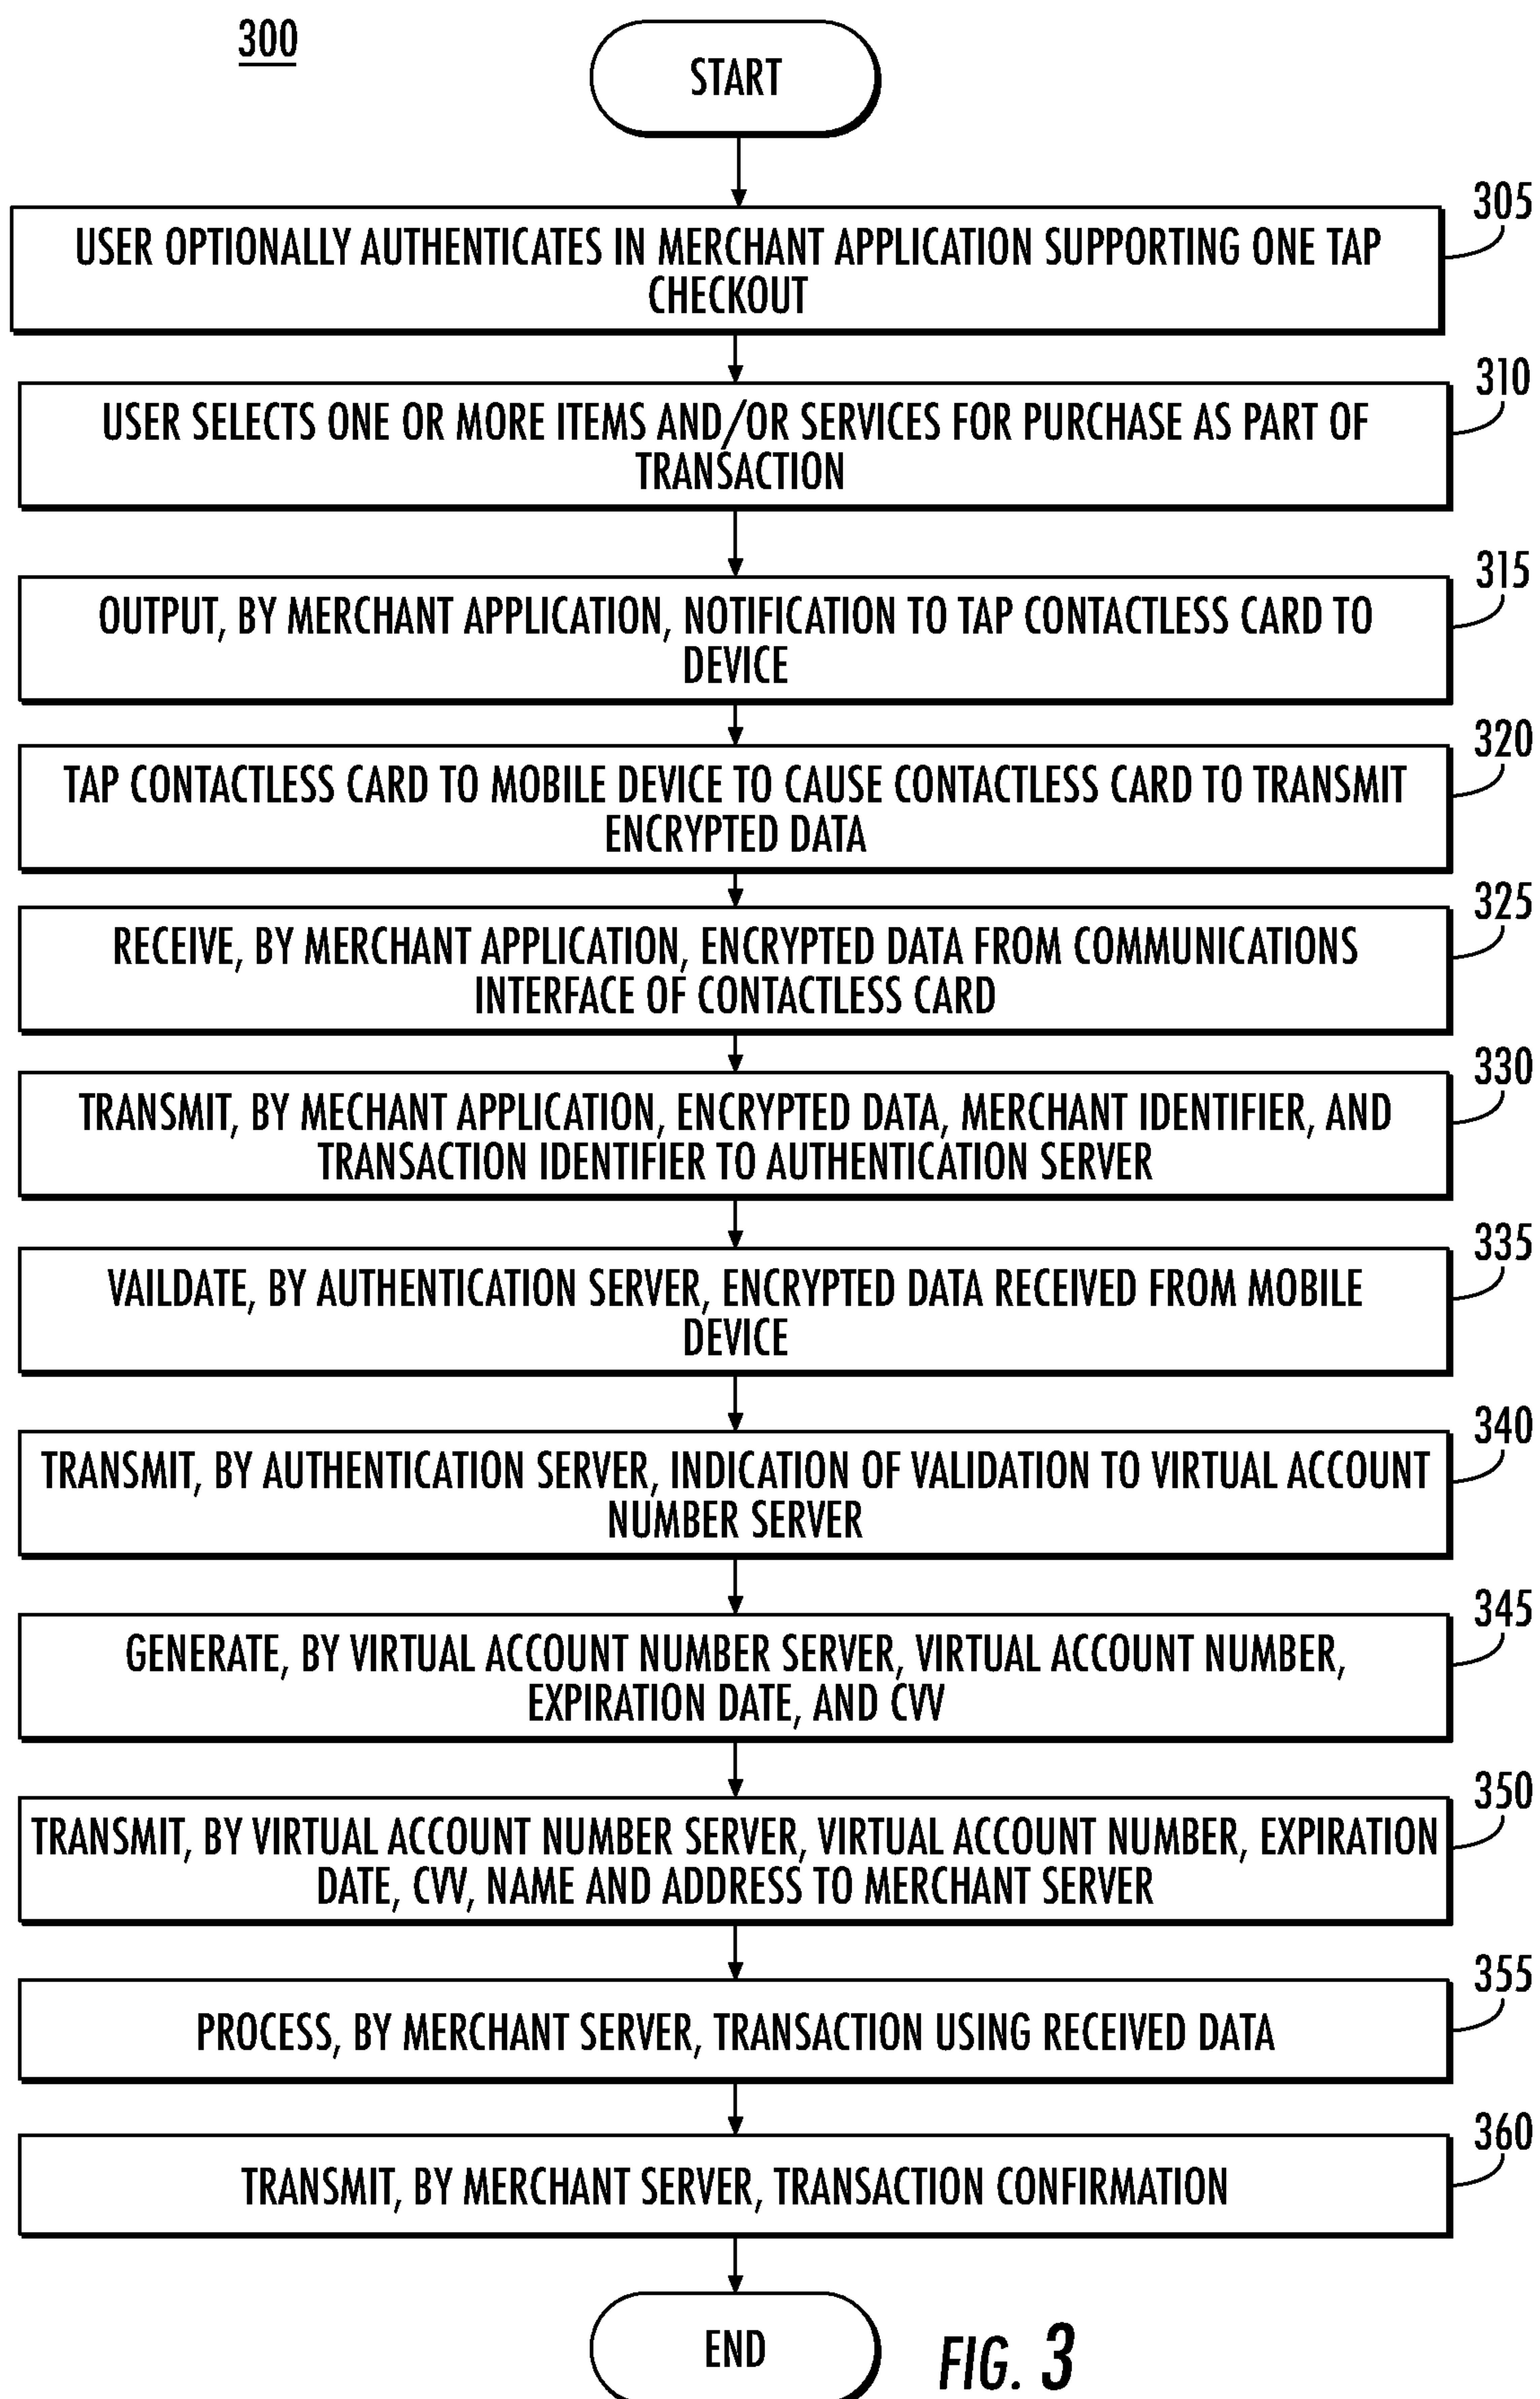 300
START
305
USER OPTIONALLY AUTHENTICATES IN MERCHANT APPLICATION SUPPORTING ONE TAP
CHECKOUT
310
USER SELECTS ONE OR MORE ITEMS AND/OR SERVICES FOR PURCHASE AS PART OF
TRANSACTION
315
OUTPUT, BY MERCHANT APPLICATION, NOTIFICATION TO TAP CONTACTLESS CARD TO
DEVICE
320
TAP CONTACTLESS CARD TO MOBILE DEVICE TO CAUSE CONTACTLESS CARD TO TRANSMIT
ENCRYPTED DATA
325
RECEIVE, BY MERCHANT APPLICATION, ENCRYPTED DATA FROM COMMUNICATIONS
INTERFACE OF CONTACTLESS CARD
330
TRANSMIT, BY MECHANT APPLICATION, ENCRYPTED DATA, MERCHANT IDENTIFIER, AND
TRANSACTION IDENTIFIER TO AUTHENTICATION SERVER
335
VAILDATE, BY AUTHENTICATION SERVER, ENCRYPTED DATA RECEIVED FROM MOBILE
DEVICE
340
TRANSMIT, BY AUTHENTICATION SERVER, INDICATION OF VALIDATION TO VIRTUAL ACCOUNT
NUMBER SERVER
345
GENERATE, BY VIRTUAL ACCOUNT NUMBER SERVER, VIRTUAL ACCOUNT NUMBER,
EXPIRATION DATE, AND CVV
350
TRANSMIT, BY VIRTUAL ACCOUNT NUMBER SERVER, VIRTUAL ACCOUNT NUMBER, EXPIRATION
DATE, CVV, NAME AND ADDRESS TO MERCHANT SERVER
355
PROCESS, BY MERCHANT SERVER, TRANSACTION USING RECEIVED DATA
360
TRANSMIT, BY MERCHANT SERVER, TRANSACTION CONFIRMATION
END
FIG. 3